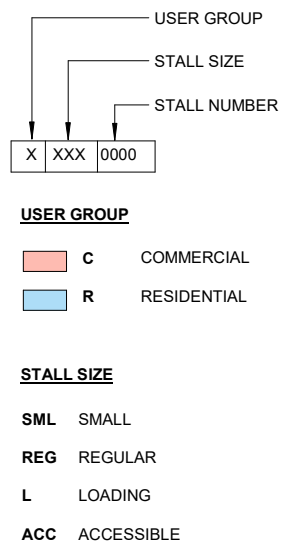 USER GROUP
STALL SIZE
STALL NUMBER
X XXX 0000
USER GROUP
C COMMERCIAL
R RESIDENTIAL
STALL SIZE
SML SMALL
REG REGULAR
L LOADING
ACC ACCESSIBLE